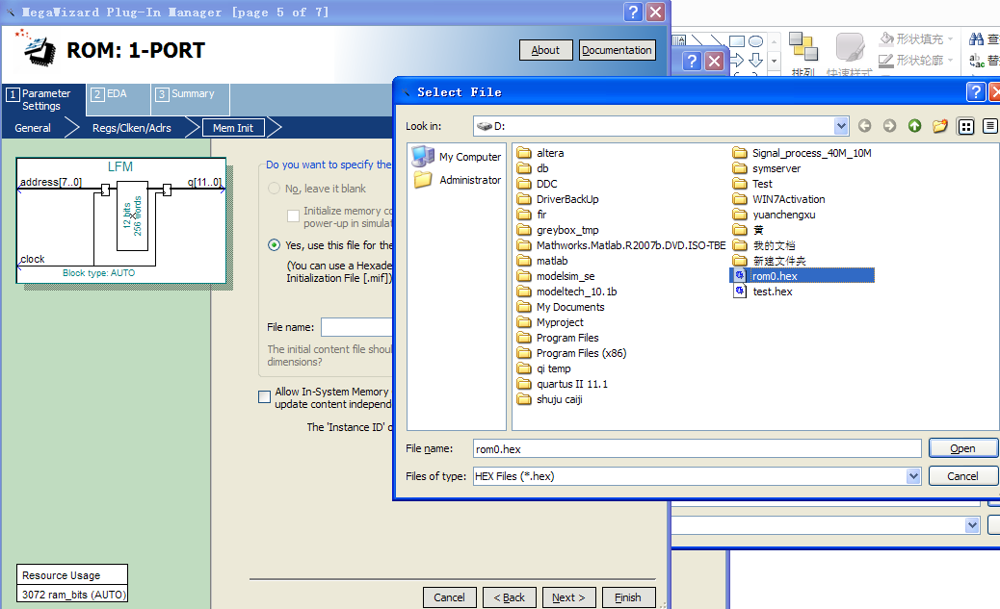 MegaWizard Plug-In Manager [page 5 of 7]
ROM: 1-PORT
About
Documentation
1 Parameter Settings
2 EDA
3 Summary
General
Regs/Clken/Aclrs
Mem Init
LFM
address[7..0]
q[11..0]
12 bits
256 words
clock
Block type: AUTO
Do you want to specify the
No, leave it blank
Initialize memory
power-up in simulat
Yes, use this file for the
(You can use a Hexade
Initialization File [.mif])
File name:
The initial content file shoul
dimensions?
Allow In-System Memory
update content independ
The 'Instance ID'
Resource Usage
3072 ram_bits (AUTO)
Cancel
< Back
Next >
Finish
形状填充
形状轮廓
排列
快速样式
查
替
Select File
Look in:
D:
My Computer
Administrator
altera
db
DDC
DriverBackUp
fir
greybox_tmp
Mathworks.Matlab.R2007b.DVD.ISO-TBE
matlab
modelsim_se
modeltech_10.1b
My Documents
Myproject
Program Files
Program Files (x86)
qi temp
quartus II 11.1
shuju caiji
Signal_process_40M_10M
symserver
Test
WIN7Activation
yuanchengxu
黄
我的文档
新建文件夹
rom0.hex
test.hex
File name:
rom0.hex
Open
Files of type:
HEX Files (*.hex)
Cancel